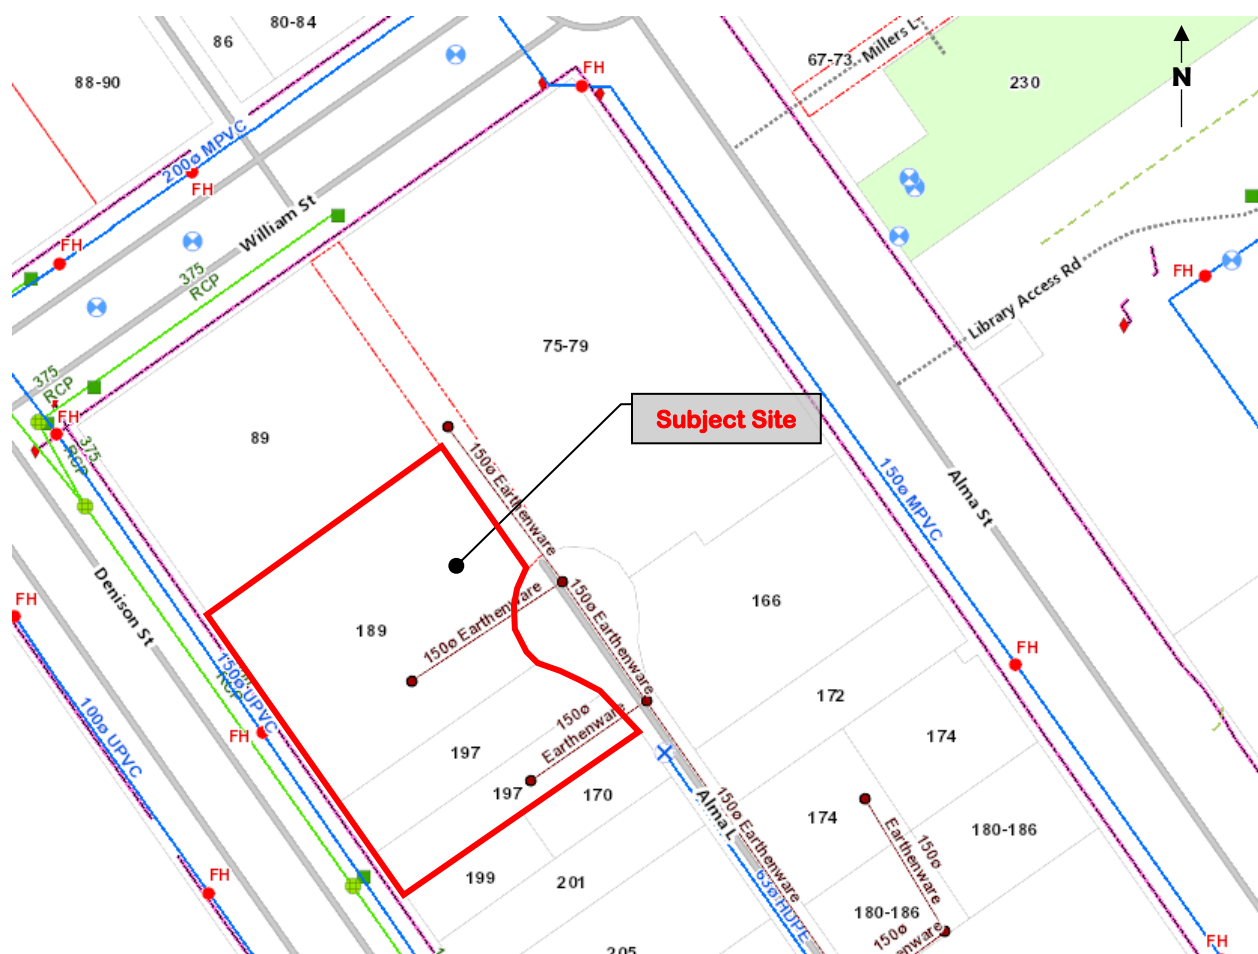 80-84
86
FH
67-73
Millers L
N
88-90
230
200ø MPVC
FH
William St
FH
375
RCP
FH
Library Access Rd
75-79
375
RCP
FH
Subject Site
89
375
RCP
150ø Earthenware
150ø MPVC
Alma St
Denison St
FH
150ø Earthenware
150ø Earthenware
166
189
150ø UPVC
FH
172
100ø UPVC
FH
150ø
Earthenware
174
197
197
170
Alma L
150ø Earthenware
174
150ø
Earthenware
180-186
FH
199
201
63ø HDPE
180-186
150ø
FH